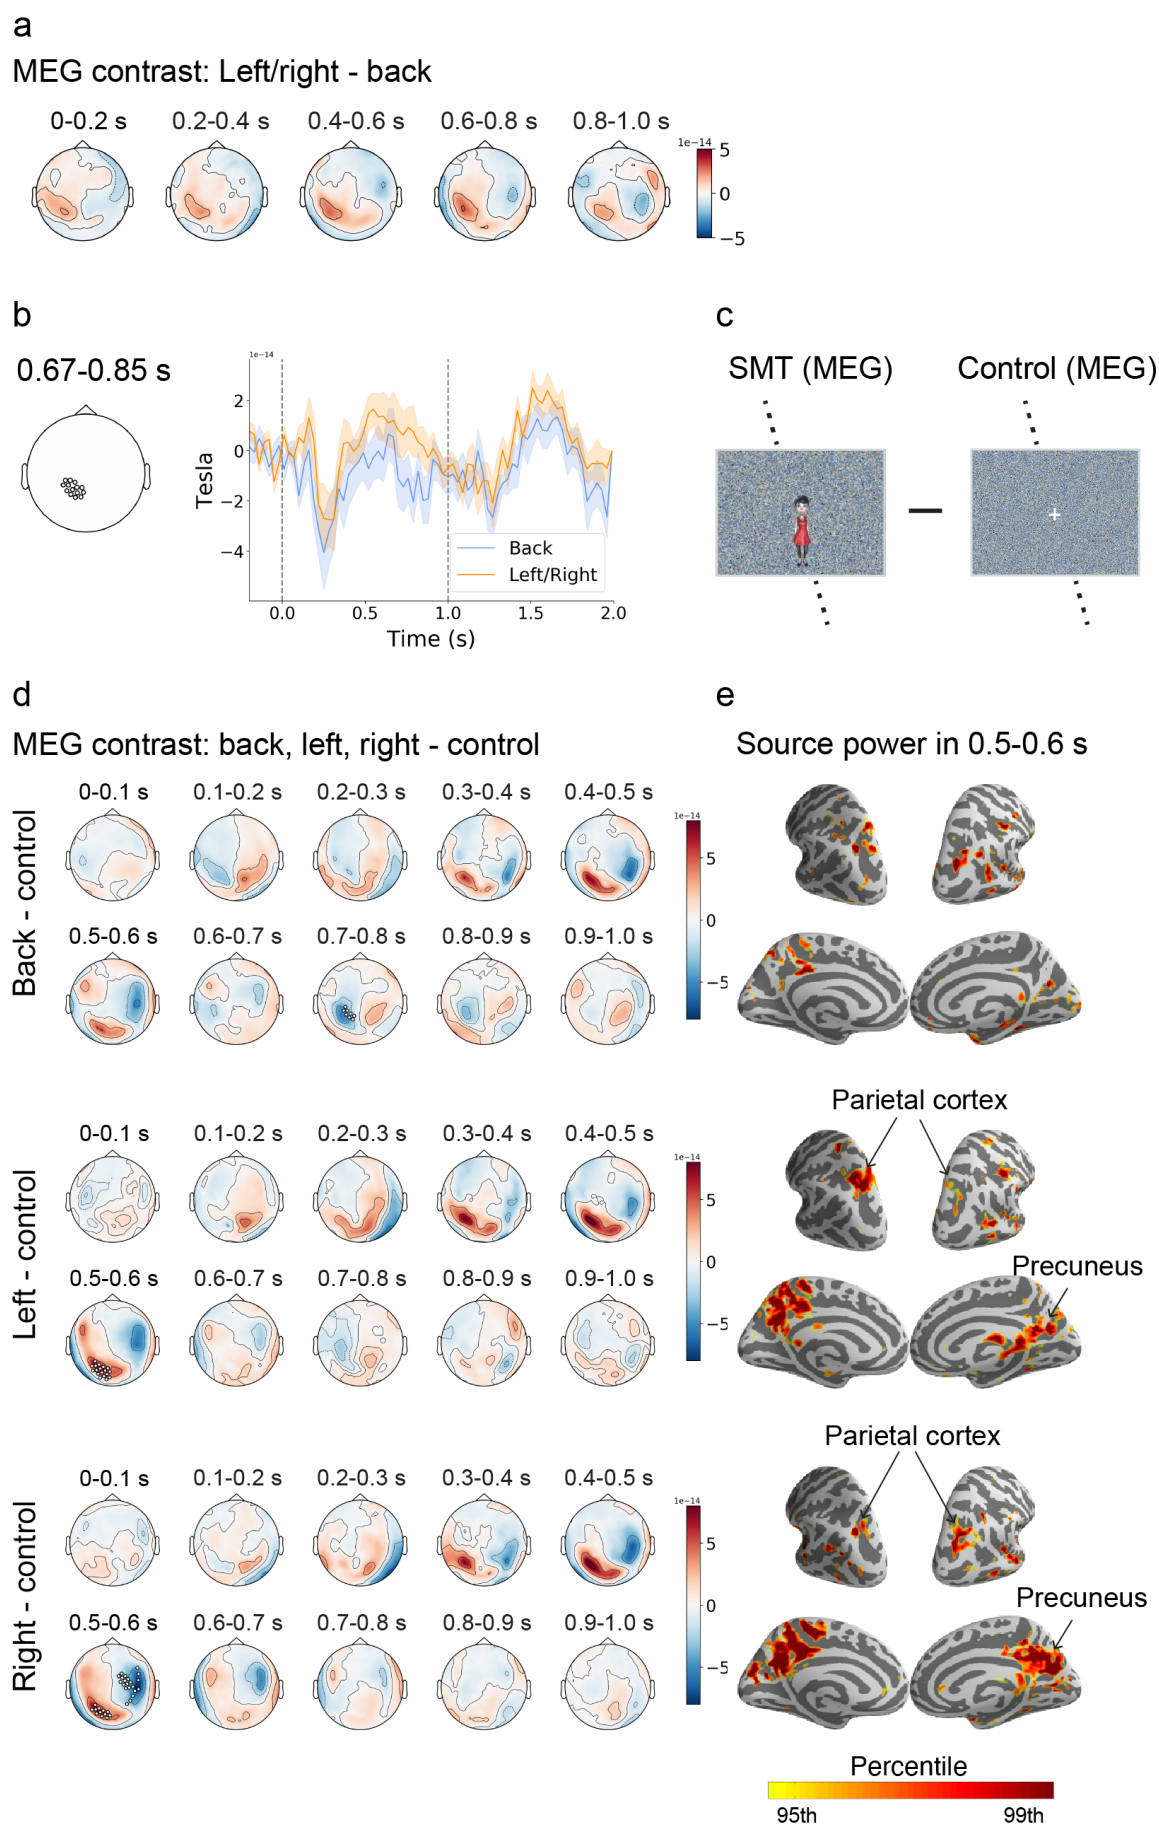 a
MEG contrast: Left/right - back
0-0.2 s 0.2-0.4 s 0.4-0.6 s 0.6-0.8 s 0.8-1.0 s
1e-14
5
0
−5
b
0.67-0.85 s
1e-14
2
0
−2
−4
Tesla
Back
Left/Right
0.0 0.5 1.0 1.5 2.0
Time (s)
c
SMT (MEG) Control (MEG)
d
MEG contrast: back, left, right - control
Back - control
0-0.1 s 0.1-0.2 s 0.2-0.3 s 0.3-0.4 s 0.4-0.5 s
0.5-0.6 s 0.6-0.7 s 0.7-0.8 s 0.8-0.9 s 0.9-1.0 s
1e-14
5
0
−5
Left - control
0-0.1 s 0.1-0.2 s 0.2-0.3 s 0.3-0.4 s 0.4-0.5 s
0.5-0.6 s 0.6-0.7 s 0.7-0.8 s 0.8-0.9 s 0.9-1.0 s
1e-14
5
0
−5
Right - control
0-0.1 s 0.1-0.2 s 0.2-0.3 s 0.3-0.4 s 0.4-0.5 s
0.5-0.6 s 0.6-0.7 s 0.7-0.8 s 0.8-0.9 s 0.9-1.0 s
1e-14
5
0
−5
e
Source power in 0.5-0.6 s
Parietal cortex
Precuneus
Parietal cortex
Precuneus
Percentile
95th 99th